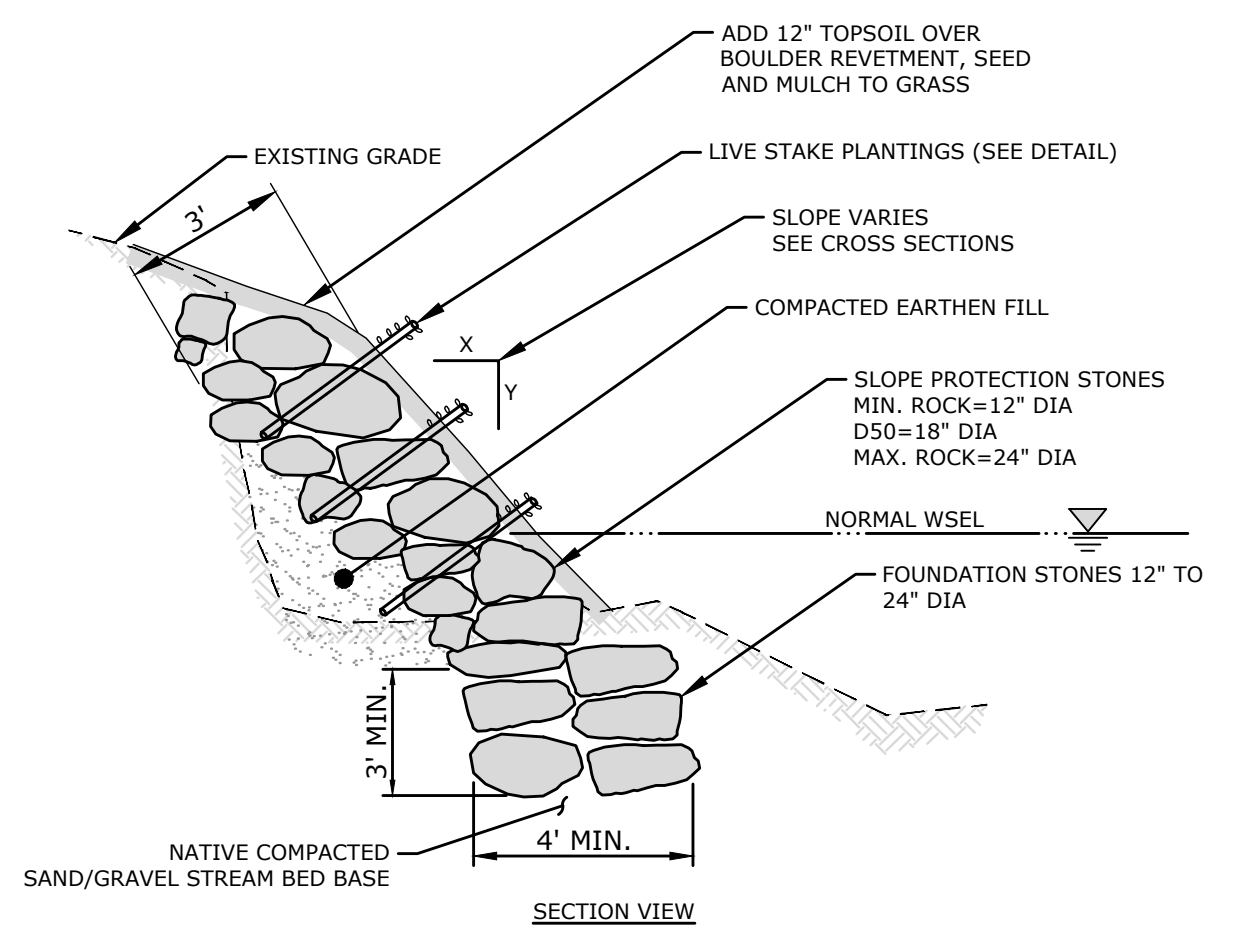 ADD 12" TOPSOIL OVER
BOULDER REVETMENT, SEED
AND MULCH TO GRASS
EXISTING GRADE
LIVE STAKE PLANTINGS (SEE DETAIL)
3'
SLOPE VARIES
SEE CROSS SECTIONS
COMPACTED EARTHEN FILL
X
Y
SLOPE PROTECTION STONES
MIN. ROCK=12" DIA
D50=18" DIA
MAX. ROCK=24" DIA
NORMAL WSEL
FOUNDATION STONES 12" TO
24" DIA
3' MIN.
4' MIN.
NATIVE COMPACTED
SAND/GRAVEL STREAM BED BASE
SECTION VIEW